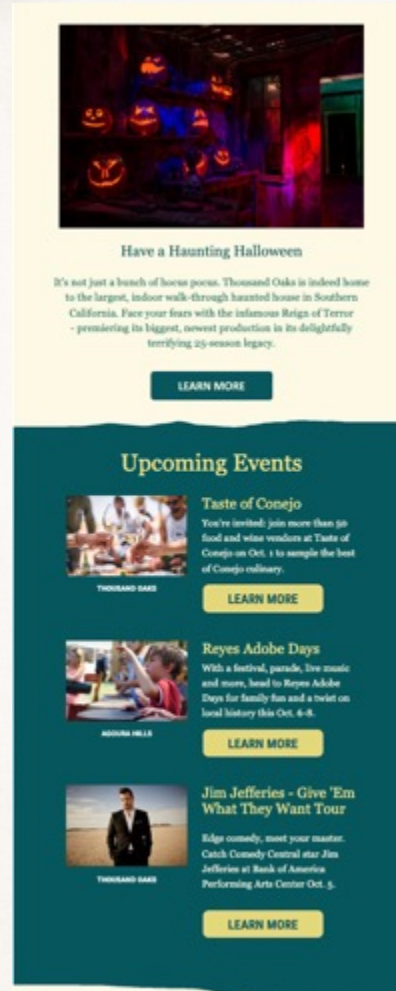 Have a Haunting Halloween
It's not just a bunch of hocus pocus. Thousand Oaks is indeed home
to the largest, indoor walk-through haunted house in Southern
California. Face your fears with the infamous Reign of Terror
- premiering its biggest, newest production in its delightfully
terrifying 25-season legacy.
LEARN MORE
Upcoming Events
Taste of Conejo
You're invited: join more than 50
food and wine vendors at Taste of
Conejo on Oct. 1 to sample the best
of Conejo culinary.
THOUSAND OAKS
LEARN MORE
Reyes Adobe Days
With a festival, parade, live music
and more, head to Reyes Adobe
Days for family fun and a twist on
local history this Oct. 6-8.
AGOURA HILLS
LEARN MORE
Jim Jefferies - Give 'Em
What They Want Tour
Edge comedy, meet your master.
Catch Comedy Central star Jim
Jefferies at Bank of America
Performing Arts Center Oct. 5.
THOUSAND OAKS
LEARN MORE